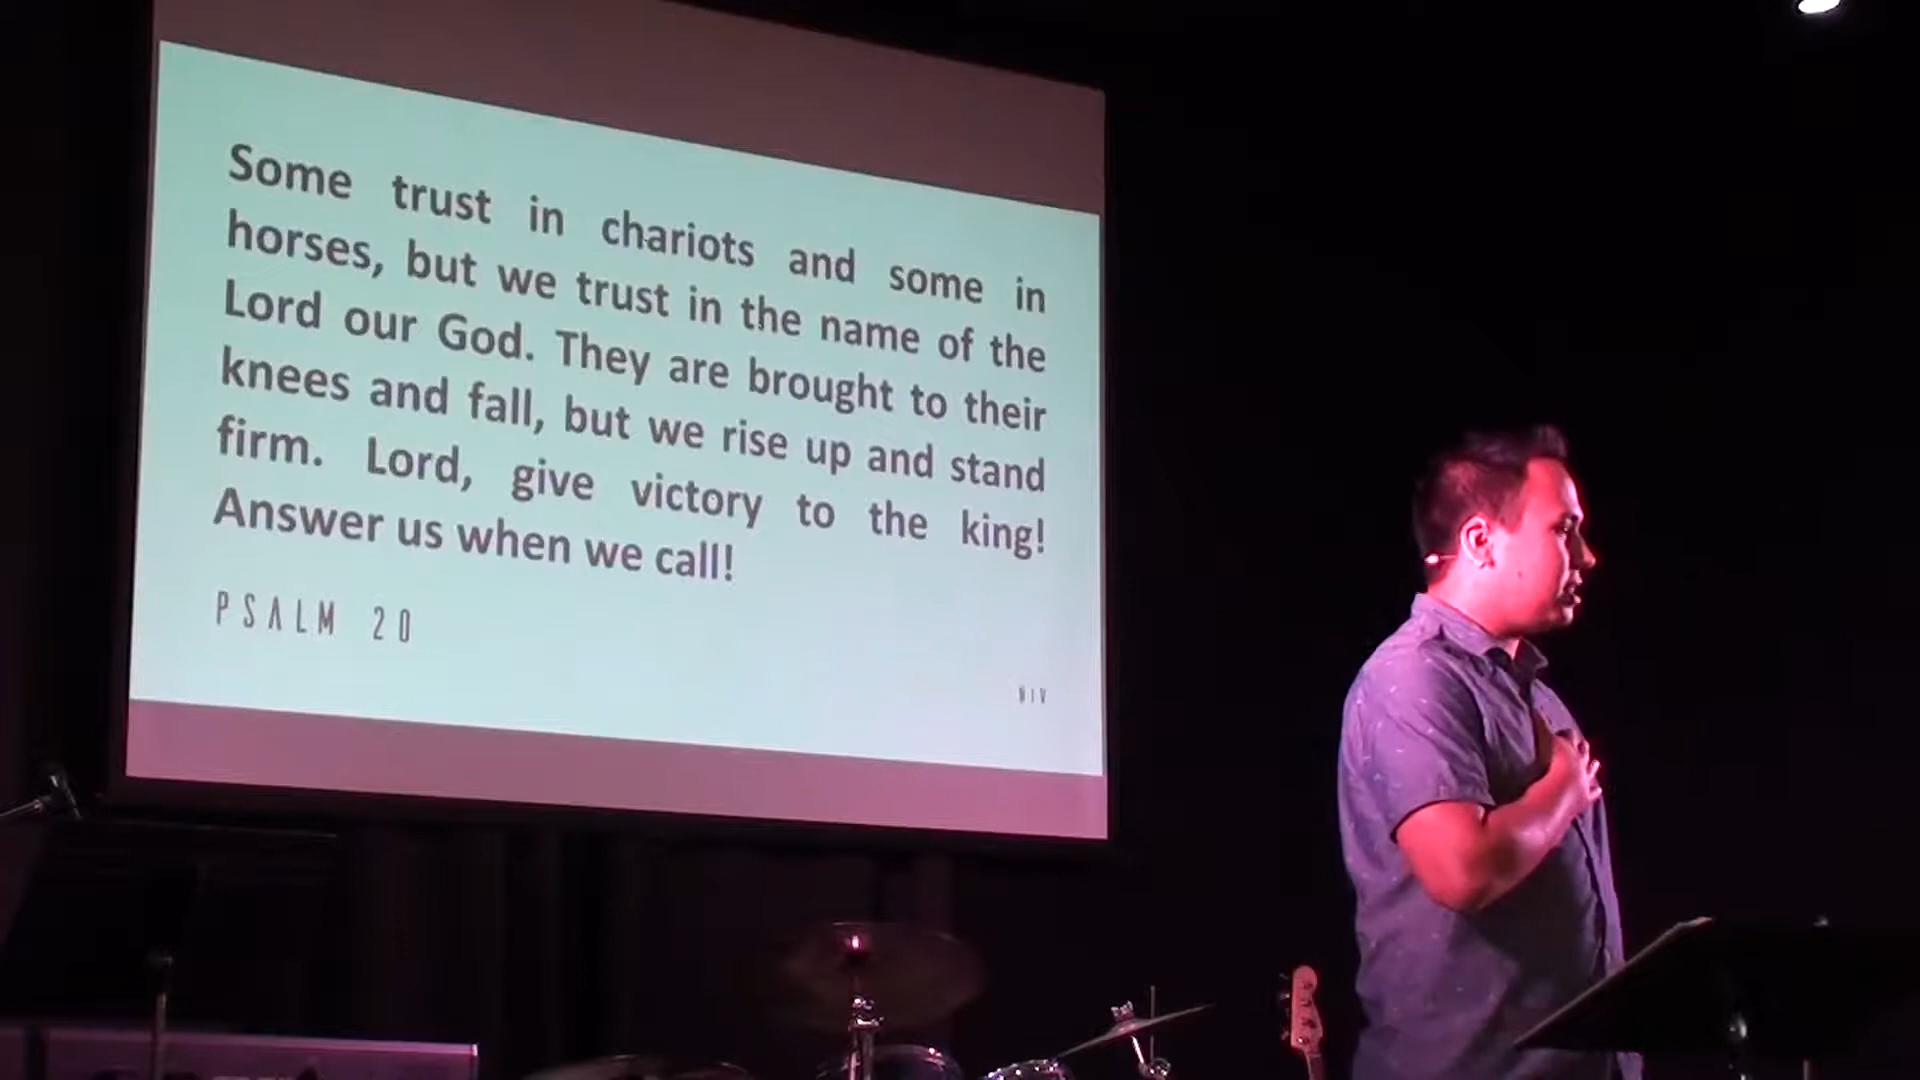 Some trust in chariots and some in
horses, but we trust in the name of the
Lord our God. They are brought to their
knees and fall, but we rise up and stand
firm. Lord, give victory to the king!
Answer us when we call!
PSALM 20
NIV